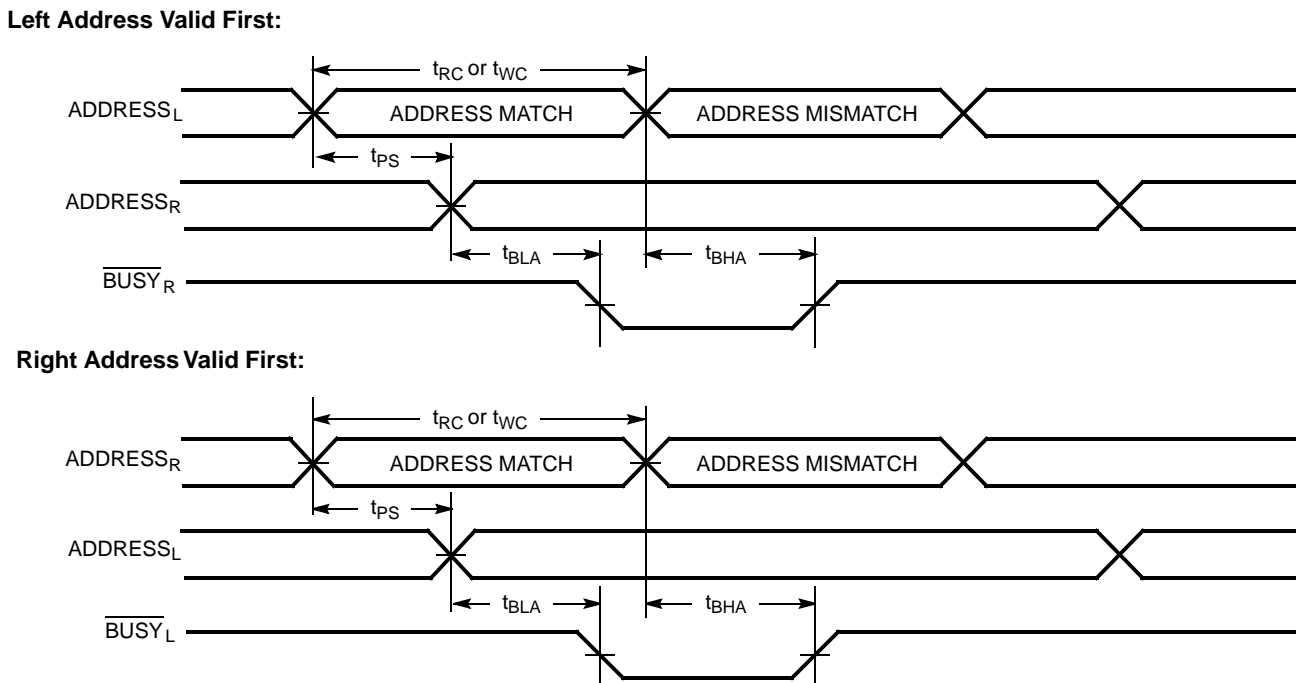 Left Address Valid First:
tRC or tWC
ADDRESSL
ADDRESS MATCH
ADDRESS MISMATCH
tPS
ADDRESSR
tBLA
tBHA
BUSYR
Right Address Valid First:
tRC or tWC
ADDRESSR
ADDRESS MATCH
ADDRESS MISMATCH
tPS
ADDRESSL
tBLA
tBHA
BUSYL